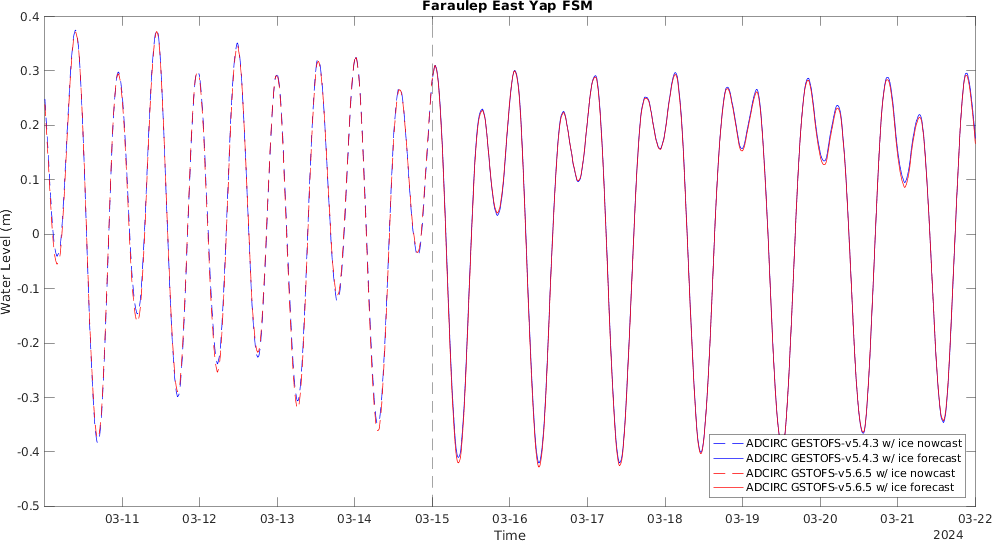 Faraulep East Yap FSM
0.4
0.3
0.2
0.1
0
-0.1
-0.2
-0.3
-0.4
-0.5
Water Level (m)
ADCIRC GESTOFS-v5.4.3 w/ ice nowcast
ADCIRC GESTOFS-v5.4.3 w/ ice forecast
ADCIRC GSTOFS-v5.6.5 w/ ice nowcast
ADCIRC GSTOFS-v5.6.5 w/ ice forecast
03-11 03-12 03-13 03-14 03-15 03-16 03-17 03-18 03-19 03-20 03-21 03-22
Time
2024